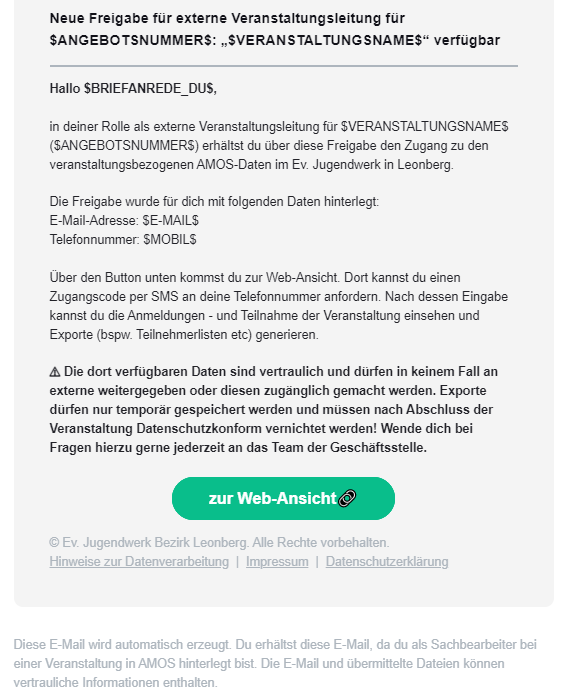 Neue Freigabe für externe Veranstaltungsleitung für
$ANGEBOTSNUMMER$: „$VERANSTALTUNGSNAME$“ verfügbar
Hallo $BRIEFANREDE_DU$,
in deiner Rolle als externe Veranstaltungsleitung für $VERANSTALTUNGSNAME$
($ANGEBOTSNUMMER$) erhältst du über diese Freigabe den Zugang zu den
veranstaltungsbezogenen AMOS-Daten im Ev. Jugendwerk in Leonberg.
Die Freigabe wurde für dich mit folgenden Daten hinterlegt:
E-Mail-Adresse: $E-MAIL$
Telefonnummer: $MOBIL$
Über den Button unten kommst du zur Web-Ansicht. Dort kannst du einen
Zugangscode per SMS an deine Telefonnummer anfordern. Nach dessen Eingabe
kannst du die Anmeldungen - und Teilnahme der Veranstaltung einsehen und
Exporte (bspw. Teilnehmerlisten etc) generieren.
⚠ Die dort verfügbaren Daten sind vertraulich und dürfen in keinem Fall an
externe weitergegeben oder diesen zugänglich gemacht werden. Exporte
dürfen nur temporär gespeichert werden und müssen nach Abschluss der
Veranstaltung Datenschutzkonform vernichtet werden! Wende dich bei
Fragen hierzu gerne jederzeit an das Team der Geschäftsstelle.
zur Web-Ansicht🔗
© Ev. Jugendwerk Bezirk Leonberg. Alle Rechte vorbehalten.
Hinweise zur Datenverarbeitung | Impressum | Datenschutzerklärung
Diese E-Mail wird automatisch erzeugt. Du erhältst diese E-Mail, da du als Sachbearbeiter bei
einer Veranstaltung in AMOS hinterlegt bist. Die E-Mail und übermittelte Dateien können
vertrauliche Informationen enthalten.